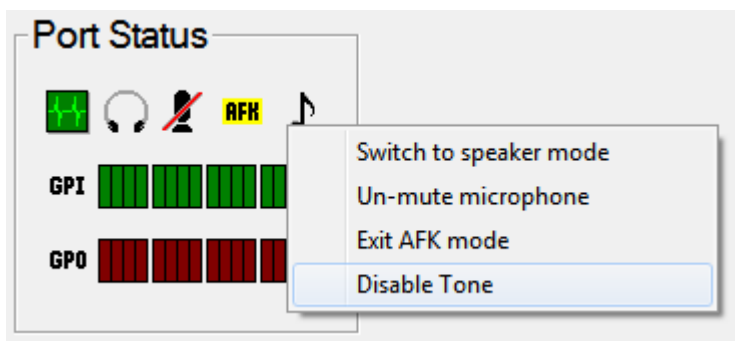 Port Status
AFK
GPI
GPO
Switch to speaker mode
Un-mute microphone
Exit AFK mode
Disable Tone